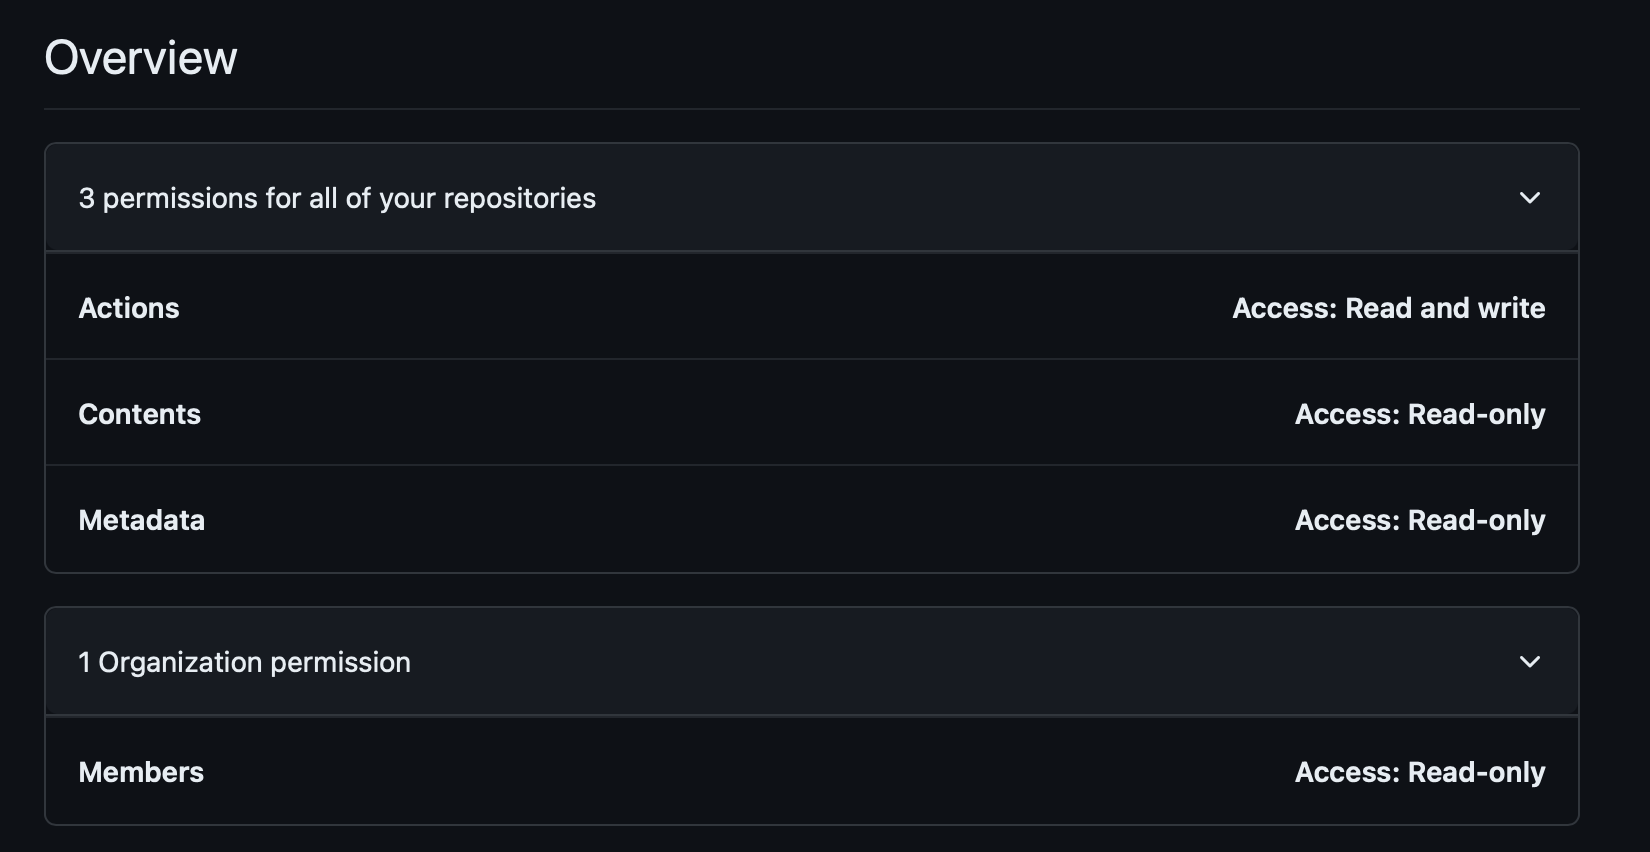 Overview
3 permissions for all of your repositories
Actions Access: Read and write
Contents Access: Read-only
Metadata Access: Read-only
1 Organization permission
Members Access: Read-only